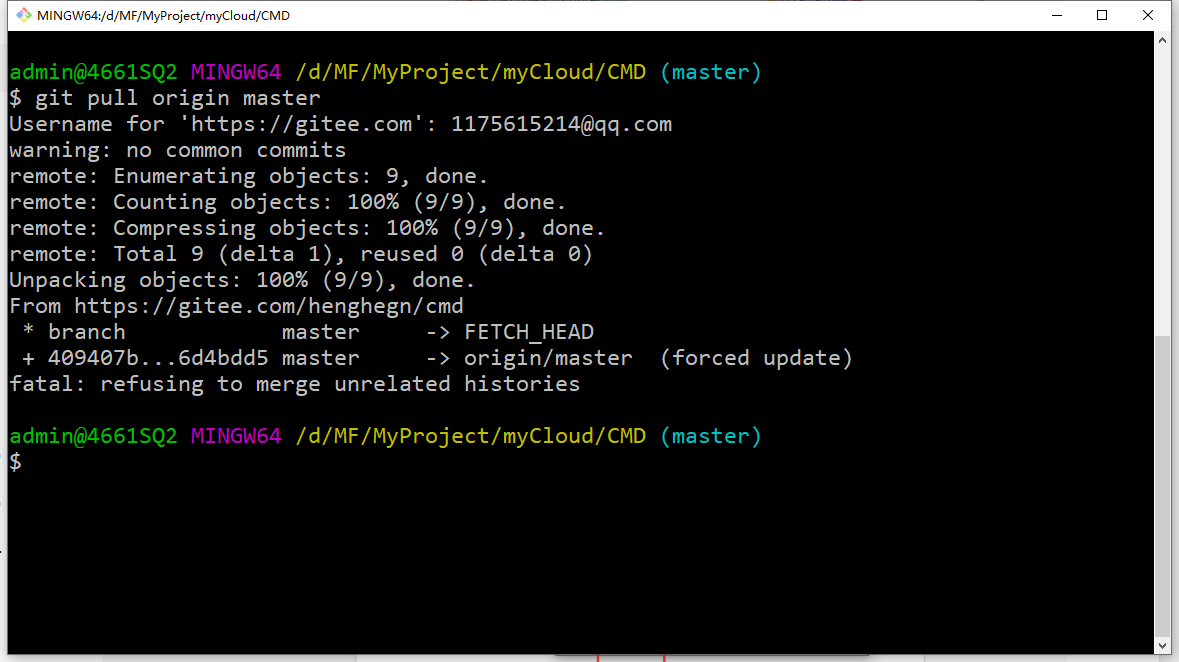 MINGW64:/d/MF/MyProject/myCloud/CMD
admin@4661SQ2 MINGW64 /d/MF/MyProject/myCloud/CMD (master)
$ git pull origin master
Username for 'https://gitee.com': 1175615214@qq.com
warning: no common commits
remote: Enumerating objects: 9, done.
remote: Counting objects: 100% (9/9), done.
remote: Compressing objects: 100% (9/9), done.
remote: Total 9 (delta 1), reused 0 (delta 0)
Unpacking objects: 100% (9/9), done.
From https://gitee.com/henghegn/cmd
 * branch            master     -> FETCH_HEAD
 + 409407b...6d4bdd5 master     -> origin/master  (forced update)
fatal: refusing to merge unrelated histories
admin@4661SQ2 MINGW64 /d/MF/MyProject/myCloud/CMD (master)
$